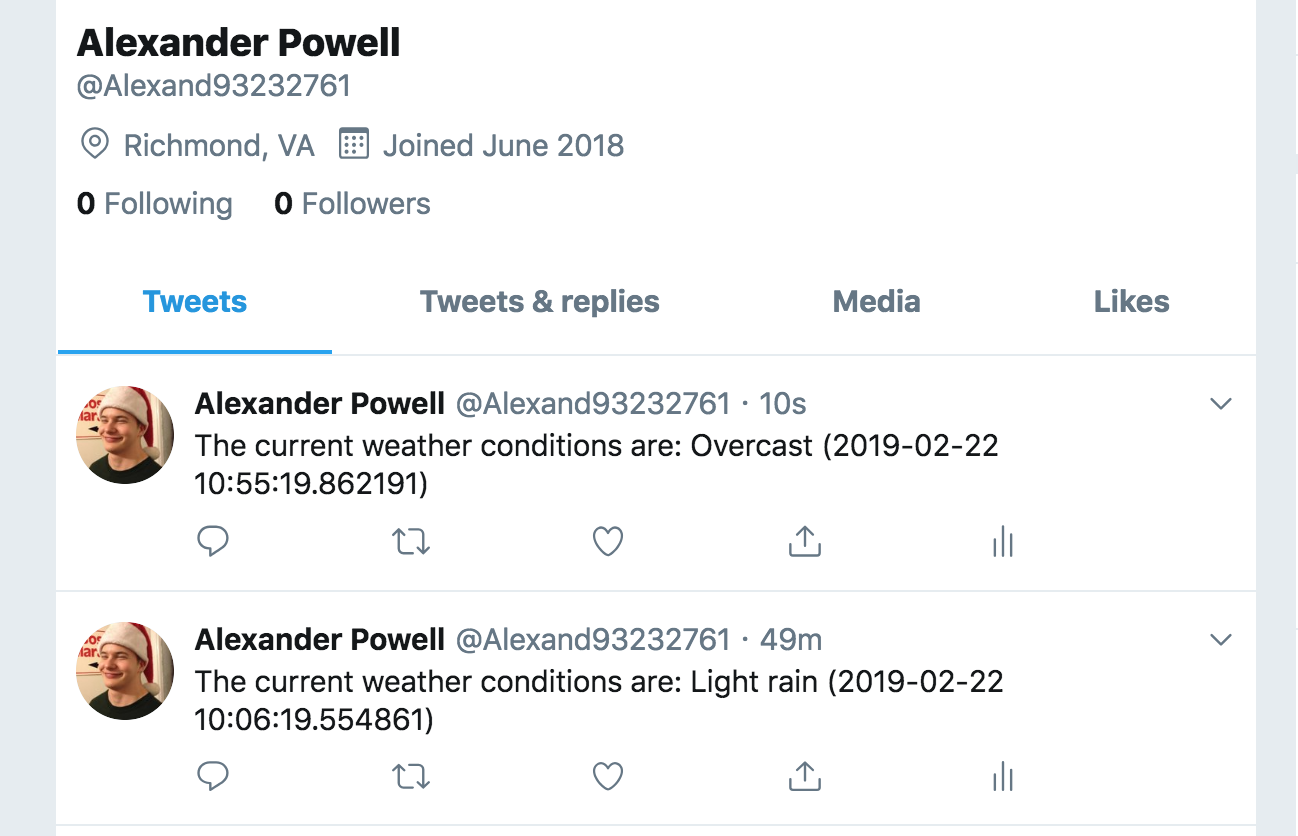 Alexander Powell
@Alexand93232761
Richmond, VA Joined June 2018
0 Following 0 Followers
Tweets Tweets & replies Media Likes
Alexander Powell @Alexand93232761 · 10s
The current weather conditions are: Overcast (2019-02-22
10:55:19.862191)
Alexander Powell @Alexand93232761 · 49m
The current weather conditions are: Light rain (2019-02-22
10:06:19.554861)